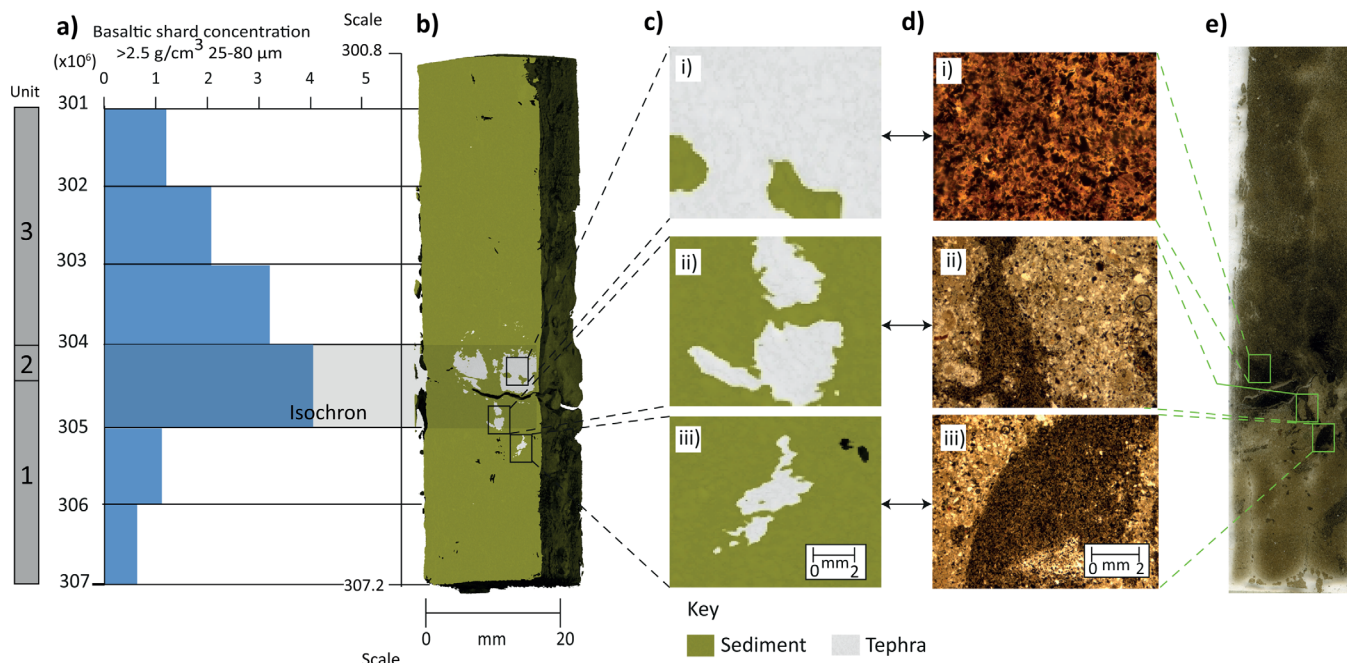 a)
Basaltic shard concentration
>2.5 g/cm³ 25-80 µm
(x10⁶)
0 1 2 3 4 5
Unit
301
302
303
304
305
306
307
3
2
1
Isochron
Scale
300.8
307.2
b)
0 mm 20
Scale
c)
i)
ii)
iii)
0 mm 2
d)
i)
ii)
iii)
0 mm 2
e)
Key
Sediment
Tephra